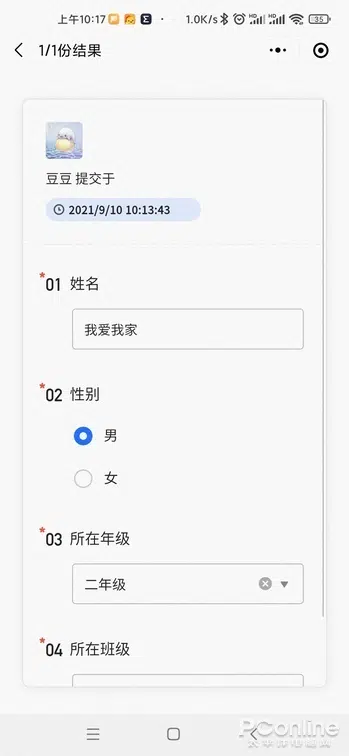 上午10:17
1.0K/s
HD
HD
35
1/1份结果
豆豆 提交于
2021/9/10 10:13:43
*01 姓名
我爱我家
*02 性别
男
女
*03 所在年级
二年级
*04 所在班级
PConline
太平洋电脑网